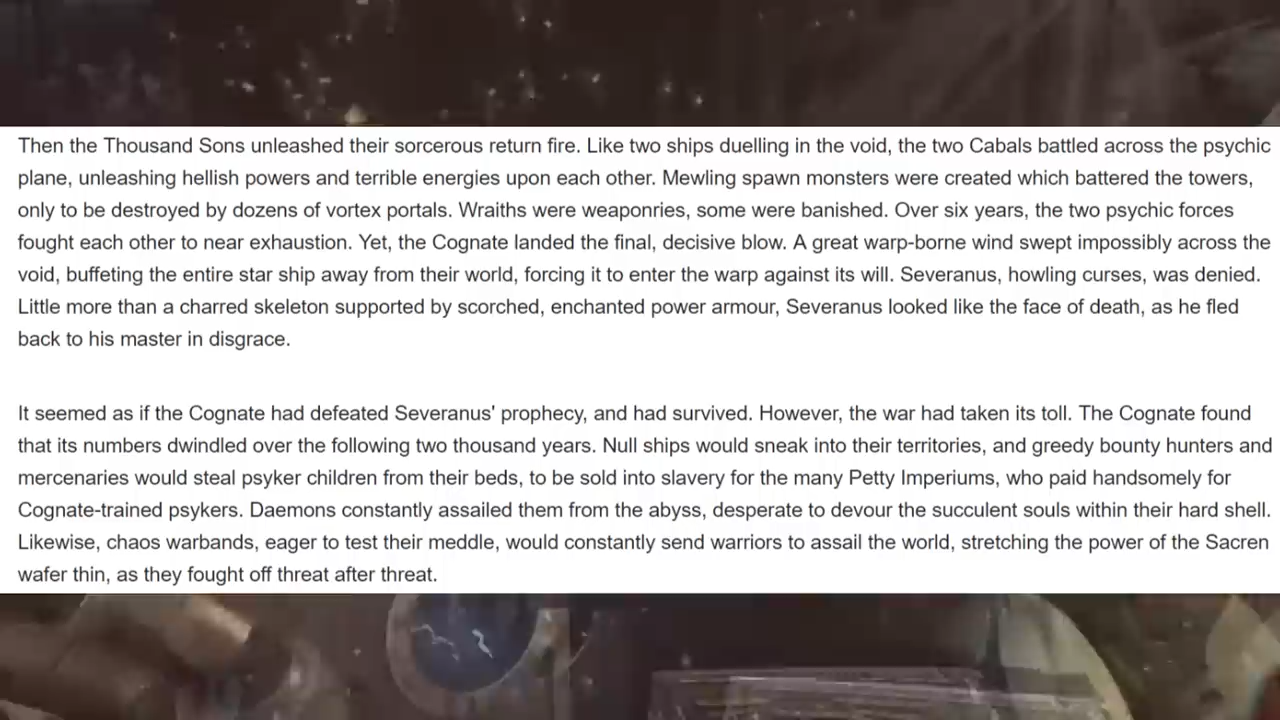 Then the Thousand Sons unleashed their sorcerous return fire. Like two ships duelling in the void, the two Cabals battled across the psychic
plane, unleashing hellish powers and terrible energies upon each other. Mewling spawn monsters were created which battered the towers,
only to be destroyed by dozens of vortex portals. Wraiths were weaponries, some were banished. Over six years, the two psychic forces
fought each other to near exhaustion. Yet, the Cognate landed the final, decisive blow. A great warp-borne wind swept impossibly across the
void, buffeting the entire star ship away from their world, forcing it to enter the warp against its will. Severanus, howling curses, was denied.
Little more than a charred skeleton supported by scorched, enchanted power armour, Severanus looked like the face of death, as he fled
back to his master in disgrace.
It seemed as if the Cognate had defeated Severanus' prophecy, and had survived. However, the war had taken its toll. The Cognate found
that its numbers dwindled over the following two thousand years. Null ships would sneak into their territories, and greedy bounty hunters and
mercenaries would steal psyker children from their beds, to be sold into slavery for the many Petty Imperiums, who paid handsomely for
Cognate-trained psykers. Daemons constantly assailed them from the abyss, desperate to devour the succulent souls within their hard shell.
Likewise, chaos warbands, eager to test their meddle, would constantly send warriors to assail the world, stretching the power of the Sacren
wafer thin, as they fought off threat after threat.